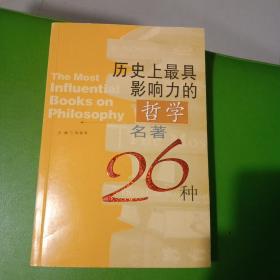 The Most
Influential
Books on
Philosophy
历史上最具
影响力的
哲学
名著
26
种